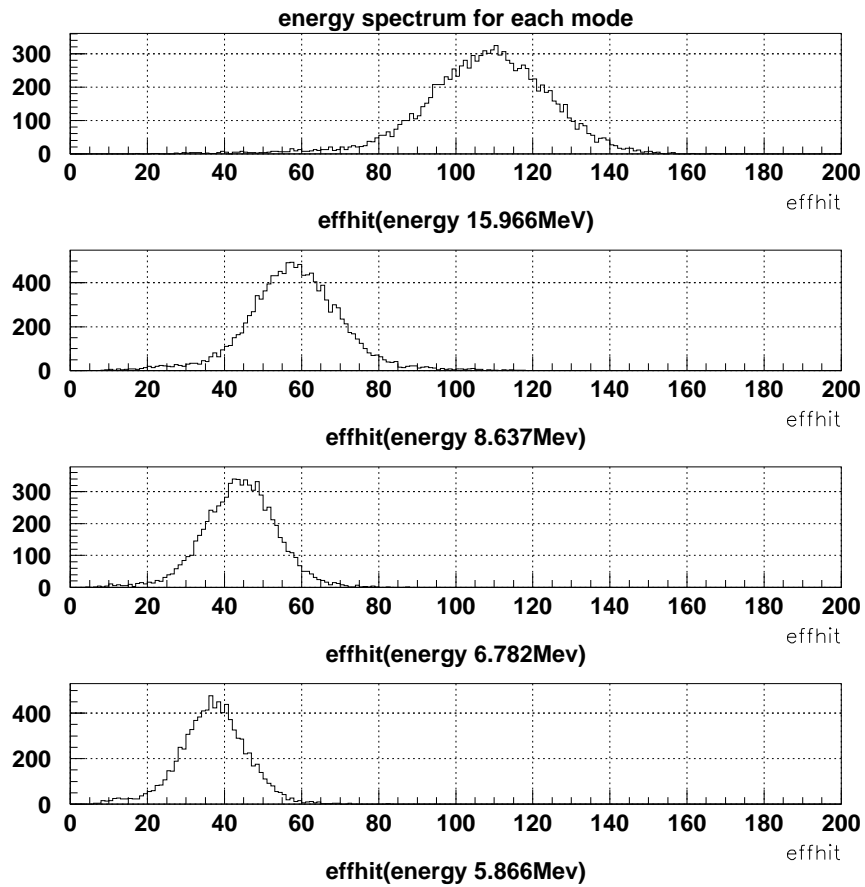 energy spectrum for each mode
300
200
100
0
0 20 40 60 80 100 120 140 160 180 200
effhit
effhit(energy 15.966MeV)
400
200
0
0 20 40 60 80 100 120 140 160 180 200
effhit
effhit(energy 8.637Mev)
300
200
100
0
0 20 40 60 80 100 120 140 160 180 200
effhit
effhit(energy 6.782Mev)
400
200
0
0 20 40 60 80 100 120 140 160 180 200
effhit
effhit(energy 5.866Mev)